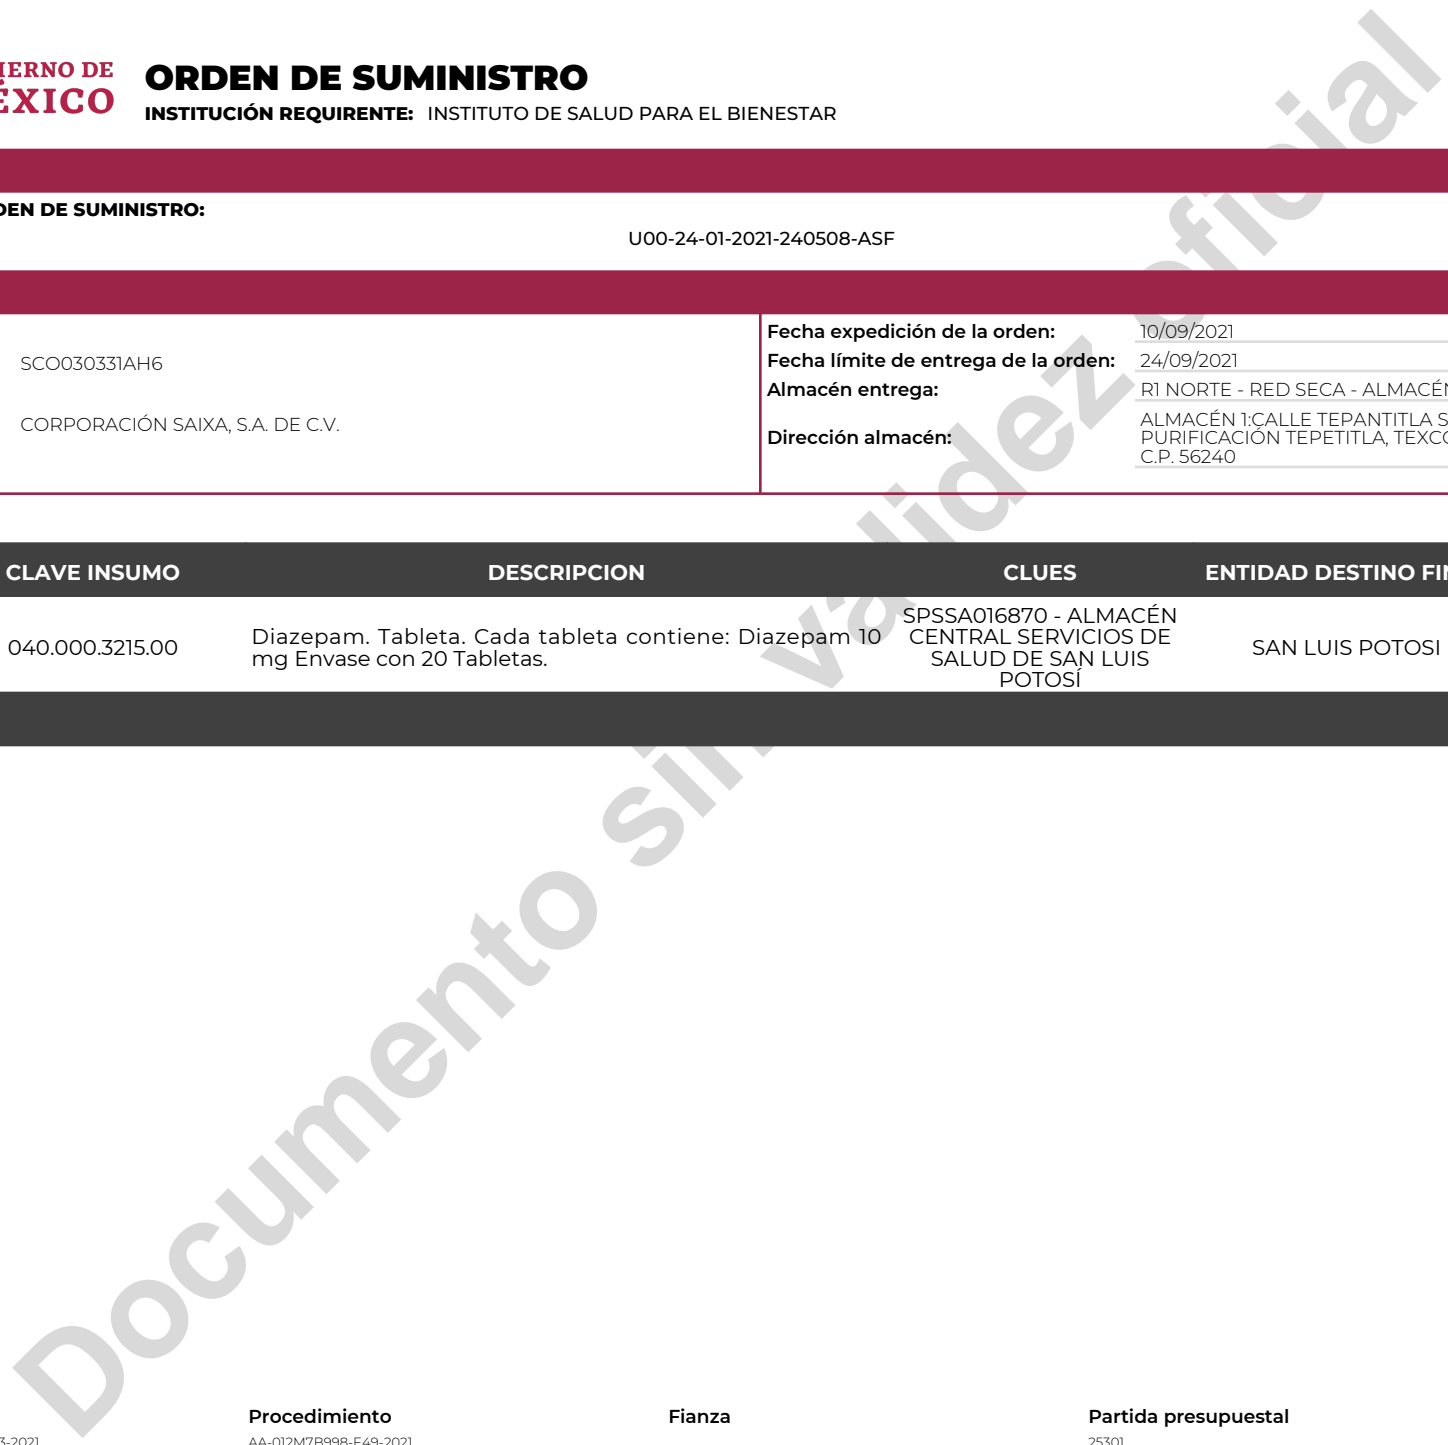 IERNO DE
ÉXICO
ORDEN DE SUMINISTRO
INSTITUCIÓN REQUIRENTE: INSTITUTO DE SALUD PARA EL BIENESTAR
DEN DE SUMINISTRO:
U00-24-01-2021-240508-ASF
SCO030331AH6
CORPORACIÓN SAIXA, S.A. DE C.V.
Fecha expedición de la orden: 10/09/2021
Fecha límite de entrega de la orden: 24/09/2021
Almacén entrega: R1 NORTE - RED SECA - ALMACÉN
Dirección almacén:
ALMACÉN 1:CALLE TEPANTITLA S
PURIFICACIÓN TEPETITLA, TEXCO
C.P. 56240
CLAVE INSUMO DESCRIPCION CLUES ENTIDAD DESTINO FIN
040.000.3215.00
Diazepam. Tableta. Cada tableta contiene: Diazepam 10
mg Envase con 20 Tabletas.
SPSSA016870 - ALMACÉN
CENTRAL SERVICIOS DE
SALUD DE SAN LUIS
POTOSÍ
SAN LUIS POTOSI
Documento sin validez oficial
Procedimiento Fianza Partida presupuestal
3-2021 AA-012M7B998-E49-2021 25301